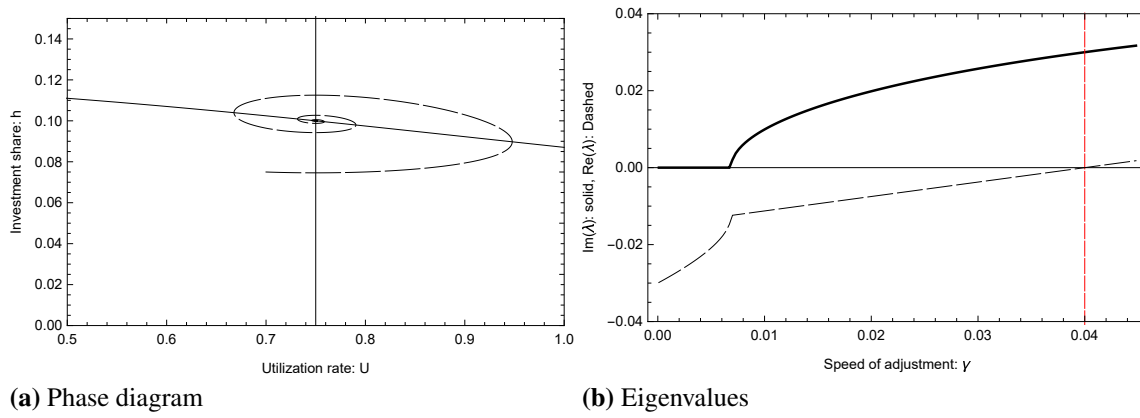 0.14
0.12
0.10
0.08
0.06
0.04
0.02
0.00
Investment share: h
0.5 0.6 0.7 0.8 0.9 1.0
Utilization rate: U
(a) Phase diagram
0.04
0.02
0.00
−0.02
−0.04
Im(λ): solid, Re(λ): Dashed
0.00 0.01 0.02 0.03 0.04
Speed of adjustment: γ
(b) Eigenvalues